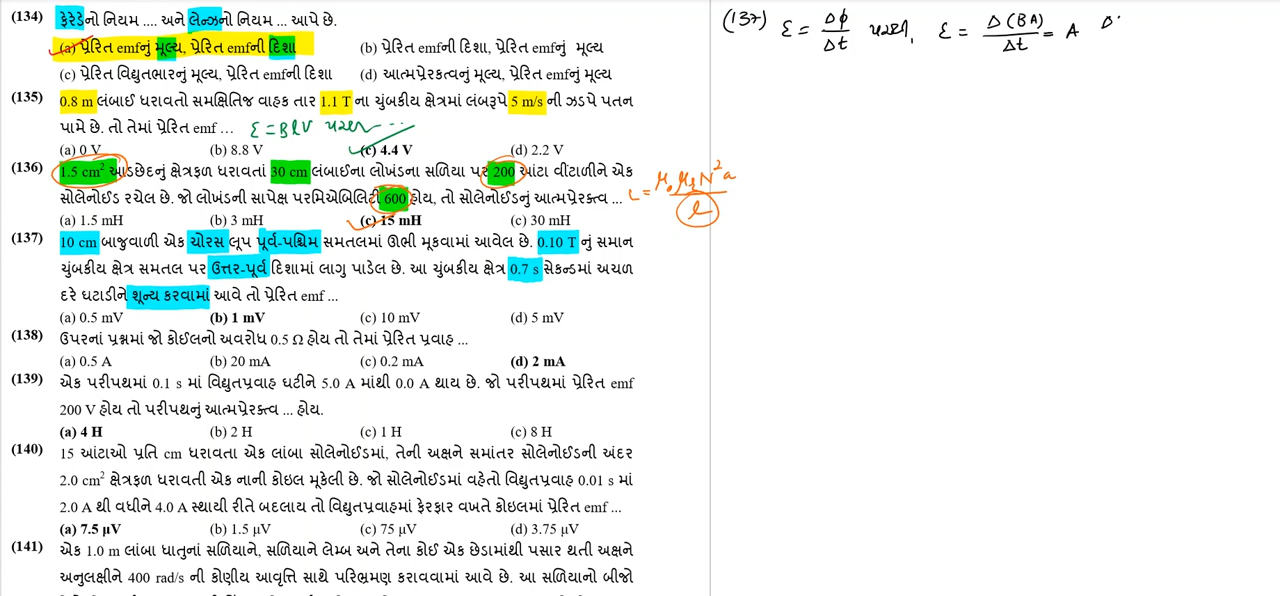 (134) ફેરેડેનો નિયમ .... અને લેન્ઝનો નિયમ ... આપે છે.
(a) પ્રેરિત emfનું મૂલ્ય, પ્રેરિત emfની દિશા (b) પ્રેરિત emfની દિશા, પ્રેરિત emfનું મૂલ્ય
(c) પ્રેરિત વિદ્યુતભારનું મૂલ્ય, પ્રેરિત emfની દિશા (d) આત્મપ્રેરકત્વનું મૂલ્ય, પ્રેરિત emfનું મૂલ્ય
(135) 0.8 m લંબાઈ ધરાવતો સમક્ષિતિજ વાહક તાર 1.1 T ના ચુંબકીય ક્ષેત્રમાં લંબરૂપે 5 m/s ની ઝડપે પતન
પામે છે. તો તેમાં પ્રેરિત emf ... ε = Blv પરથી ...
(a) 0 V (b) 8.8 V (c) 4.4 V (d) 2.2 V
(136) 1.5 cm² આડછેદનું ક્ષેત્રફળ ધરાવતાં 30 cm લંબાઈના લોખંડના સળિયા પર 200 આંટા વીંટાળીને એક
સોલેનોઈડ રચેલ છે. જો લોખંડની સાપેક્ષ પરમિએબિલિટી 600 હોય, તો સોલેનોઈડનું આત્મપ્રેરક્ત્વ ... L = μ₀μᵣN²a / l
(a) 1.5 mH (b) 3 mH (c) 15 mH (c) 30 mH
(137) 10 cm બાજુવાળી એક ચોરસ લૂપ પૂર્વ-પશ્ચિમ સમતલમાં ઊભી મૂકવામાં આવેલ છે. 0.10 T નું સમાન
ચુંબકીય ક્ષેત્ર સમતલ પર ઉત્તર-પૂર્વ દિશામાં લાગુ પાડેલ છે. આ ચુંબકીય ક્ષેત્ર 0.7 s સેકન્ડમાં અચળ
દરે ઘટાડીને શૂન્ય કરવામાં આવે તો પ્રેરિત emf ...
(a) 0.5 mV (b) 1 mV (c) 10 mV (d) 5 mV
(138) ઉપરનાં પ્રશ્નમાં જો કોઈલનો અવરોધ 0.5 Ω હોય તો તેમાં પ્રેરિત પ્રવાહ ...
(a) 0.5 A (b) 20 mA (c) 0.2 mA (d) 2 mA
(139) એક પરીપથમાં 0.1 s માં વિદ્યુતપ્રવાહ ઘટીને 5.0 A માંથી 0.0 A થાય છે. જો પરીપથમાં પ્રેરિત emf
200 V હોય તો પરીપથનું આત્મપ્રેરક્ત્વ ... હોય.
(a) 4 H (b) 2 H (c) 1 H (c) 8 H
(140) 15 આંટાઓ પ્રતિ cm ધરાવતા એક લાંબા સોલેનોઈડમાં, તેની અક્ષને સમાંતર સોલેનોઈડની અંદર
2.0 cm² ક્ષેત્રફળ ધરાવતી એક નાની કોઇલ મૂકેલી છે. જો સોલેનોઈડમાં વહેતો વિદ્યુતપ્રવાહ 0.01 s માં
2.0 A થી વધીને 4.0 A સ્થાયી રીતે બદલાય તો વિદ્યુતપ્રવાહમાં ફેરફાર વખતે કોઇલમાં પ્રેરિત emf ...
(a) 7.5 μV (b) 1.5 μV (c) 75 μV (d) 3.75 μV
(141) એક 1.0 m લાંબા ધાતુનાં સળિયાને, સળિયાને લેમ્બ અને તેના કોઈ એક છેડામાંથી પસાર થતી અક્ષને
અનુલક્ષીને 400 rad/s ની કોણીય આવૃત્તિ સાથે પરિભ્રમણ કરાવવામાં આવે છે. આ સળિયાનો બીજો
(137) ε = Δϕ/Δt પરથી, ε = Δ(BA)/Δt = A Δ